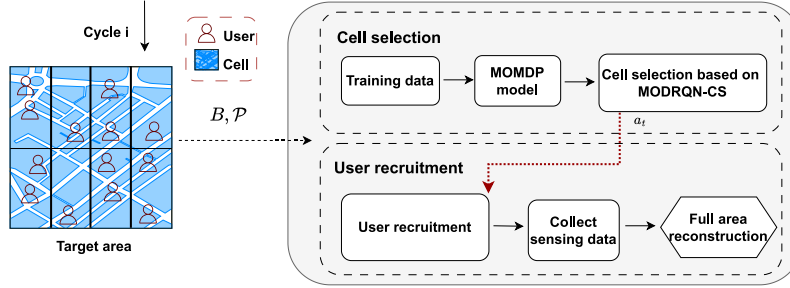 Cycle i
User
Cell
Target area
B, 𝒫
Cell selection
Training data
MOMDP
model
Cell selection based on
MODRQN-CS
a_t
User recruitment
User recruitment
Collect
sensing data
Full area
reconstruction